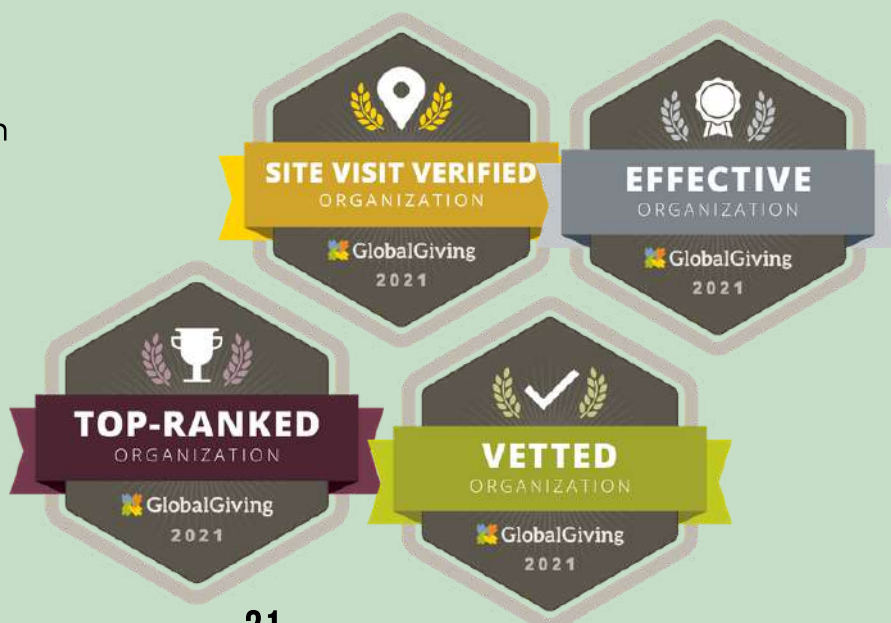 SITE VISIT VERIFIED
ORGANIZATION
GlobalGiving
2021
EFFECTIVE
ORGANIZATION
GlobalGiving
2021
TOP-RANKED
ORGANIZATION
GlobalGiving
2021
VETTED
ORGANIZATION
GlobalGiving
2021